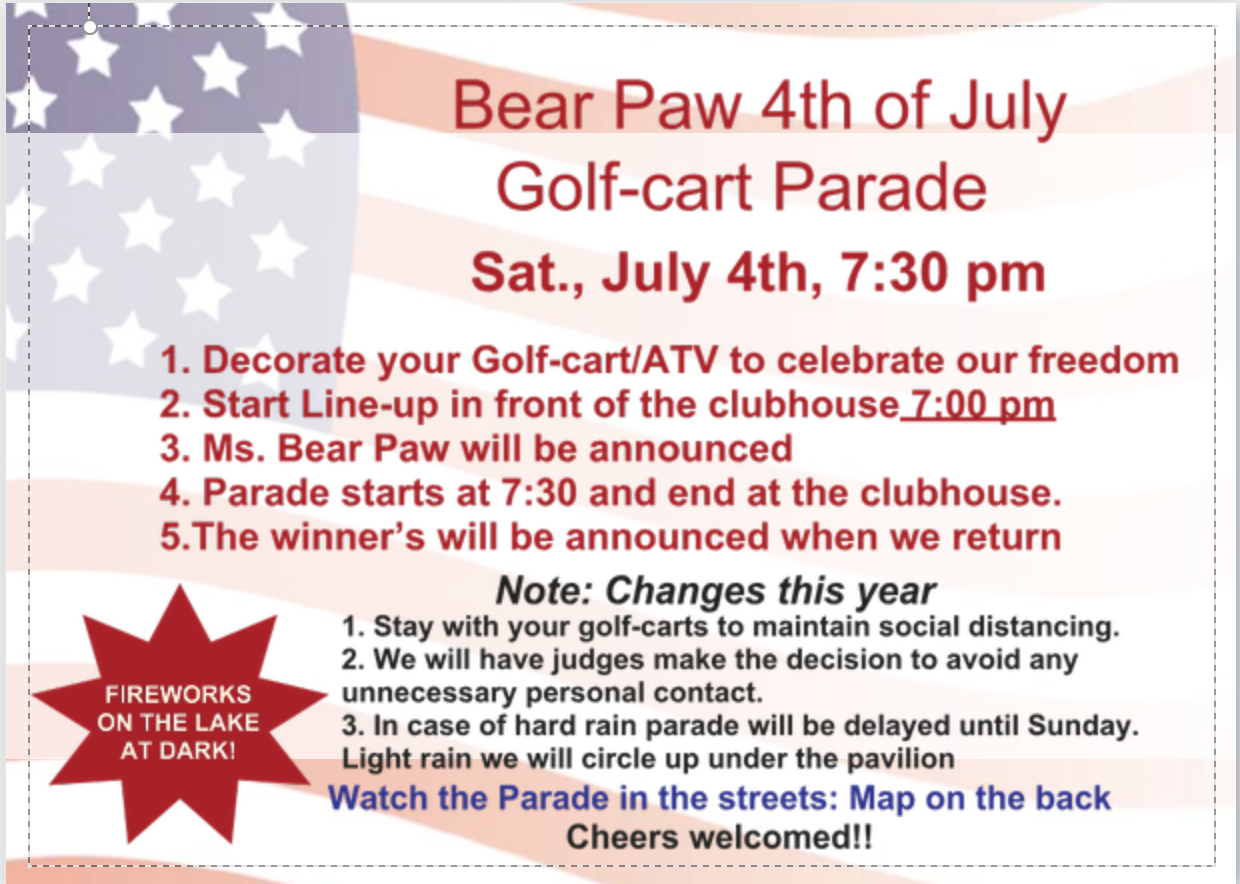 Bear Paw 4th of July
Golf-cart Parade
Sat., July 4th, 7:30 pm
1. Decorate your Golf-cart/ATV to celebrate our freedom
2. Start Line-up in front of the clubhouse 7:00 pm
3. Ms. Bear Paw will be announced
4. Parade starts at 7:30 and end at the clubhouse.
5.The winner’s will be announced when we return
Note: Changes this year
1. Stay with your golf-carts to maintain social distancing.
2. We will have judges make the decision to avoid any
unnecessary personal contact.
3. In case of hard rain parade will be delayed until Sunday.
Light rain we will circle up under the pavilion
FIREWORKS
ON THE LAKE
AT DARK!
Watch the Parade in the streets: Map on the back
Cheers welcomed!!